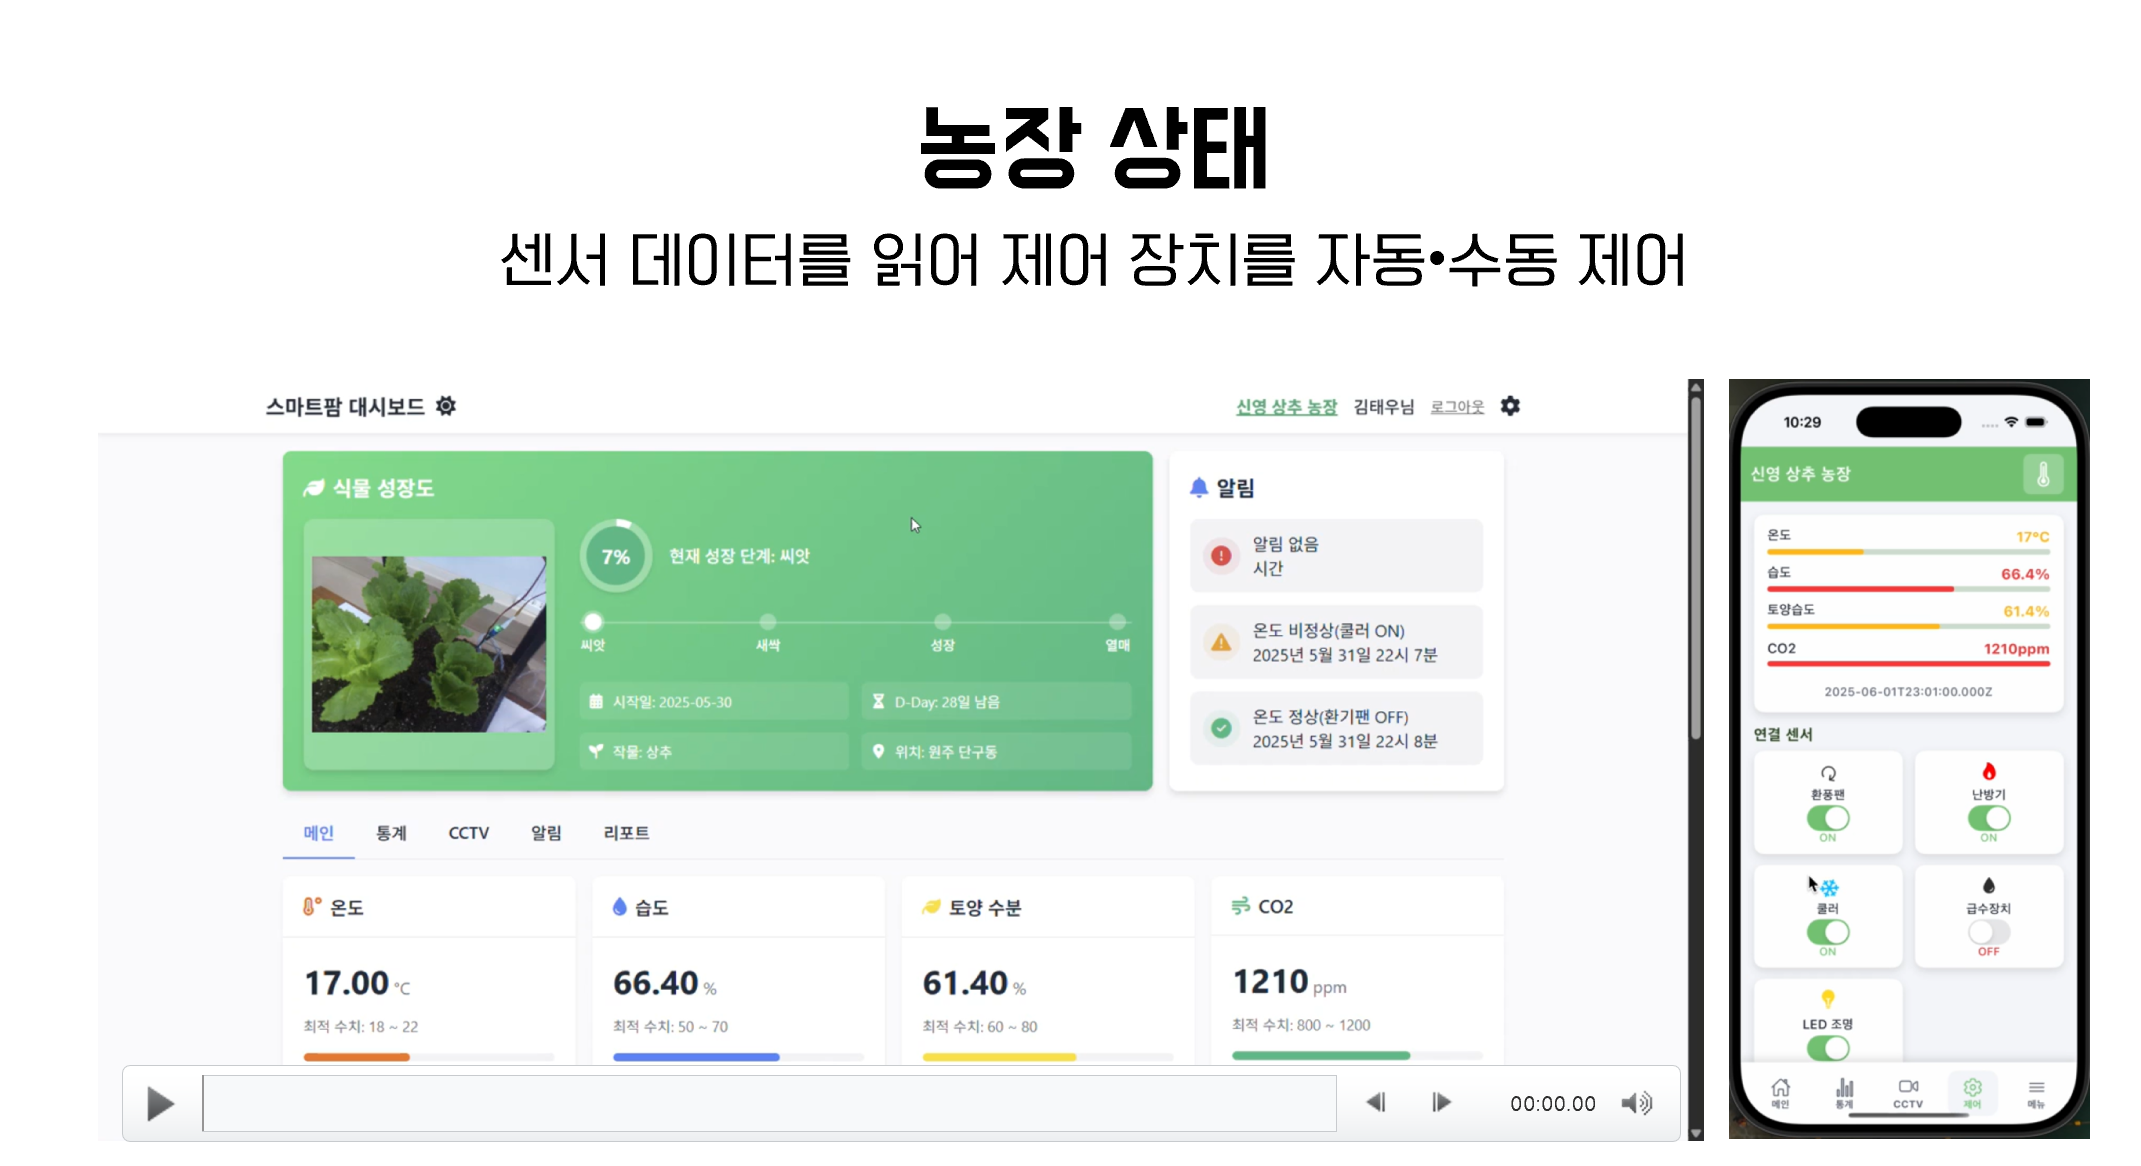 농장 상태
센서 데이터를 읽어 제어 장치를 자동•수동 제어
스마트팜 대시보드
신영 상추 농장 김태우님 로그아웃
식물 성장도
7%
현재 성장 단계: 씨앗
씨앗 새싹 성장 열매
시작일: 2025-05-30
D-Day: 28일 남음
작물: 상추
위치: 원주 단구동
알림
알림 없음
시간
온도 비정상(쿨러 ON)
2025년 5월 31일 22시 7분
온도 정상(환기팬 OFF)
2025년 5월 31일 22시 8분
메인 통계 CCTV 알림 리포트
온도
17.00 °C
최적 수치: 18 ~ 22
습도
66.40 %
최적 수치: 50 ~ 70
토양 수분
61.40 %
최적 수치: 60 ~ 80
CO2
1210 ppm
최적 수치: 800 ~ 1200
00:00.00
10:29
신영 상추 농장
온도 17°C
습도 66.4%
토양습도 61.4%
CO2 1210ppm
2025-06-01T23:01:00.000Z
연결 센서
환풍팬
ON
난방기
ON
쿨러
ON
급수장치
OFF
LED 조명
메인 통계 CCTV 제어 메뉴